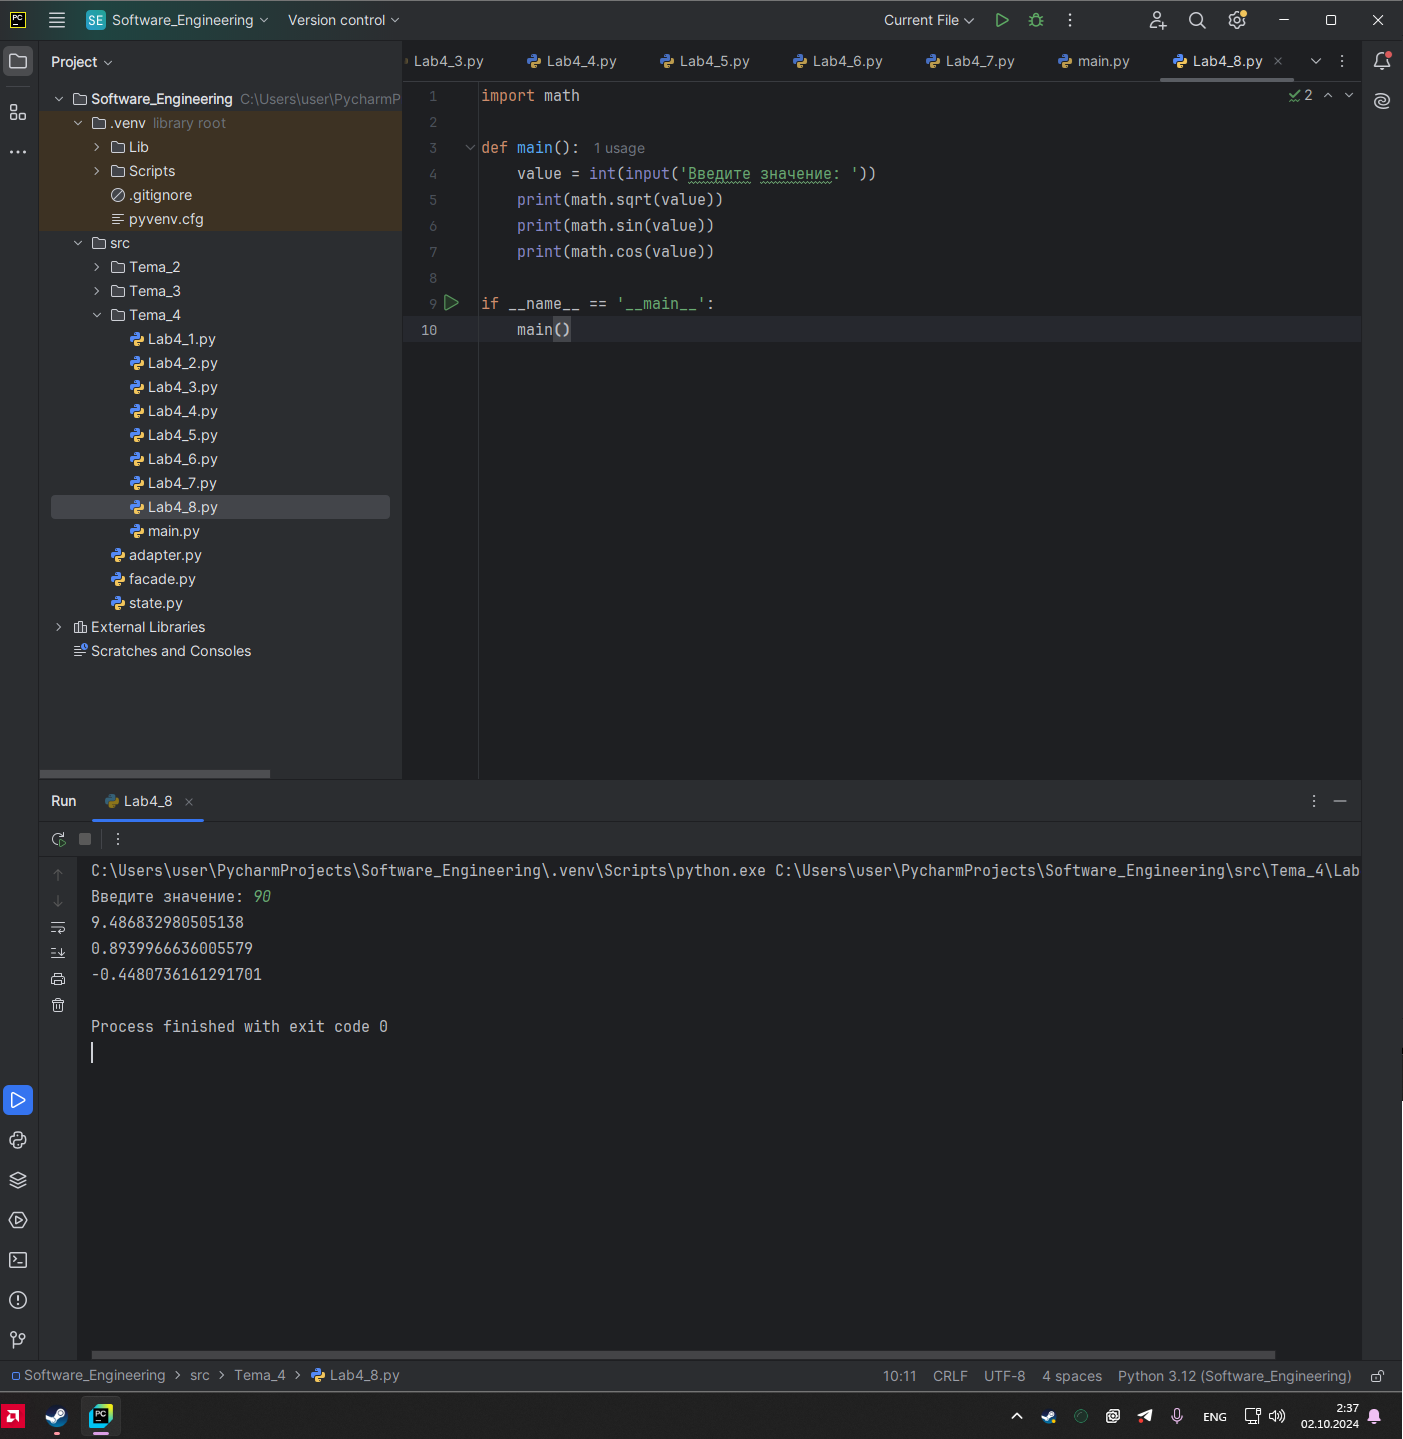 PC SE Software_Engineering Version control Current File
Project
Lab4_3.py Lab4_4.py Lab4_5.py Lab4_6.py Lab4_7.py main.py Lab4_8.py
Software_Engineering C:\Users\user\PycharmP
.venv library root
Lib
Scripts
.gitignore
pyvenv.cfg
src
Tema_2
Tema_3
Tema_4
Lab4_1.py
Lab4_2.py
Lab4_3.py
Lab4_4.py
Lab4_5.py
Lab4_6.py
Lab4_7.py
Lab4_8.py
main.py
adapter.py
facade.py
state.py
External Libraries
Scratches and Consoles
1 import math 2
2
3 def main(): 1 usage
4 value = int(input('Введите значение: '))
5 print(math.sqrt(value))
6 print(math.sin(value))
7 print(math.cos(value))
8
9 if __name__ == '__main__':
10 main()
Run Lab4_8
C:\Users\user\PycharmProjects\Software_Engineering\.venv\Scripts\python.exe C:\Users\user\PycharmProjects\Software_Engineering\src\Tema_4\Lab
Введите значение: 90
9.486832980505138
0.8939966636005579
-0.4480736161291701
Process finished with exit code 0
Software_Engineering src Tema_4 Lab4_8.py 10:11 CRLF UTF-8 4 spaces Python 3.12 (Software_Engineering)
PC ENG 2:37
02.10.2024